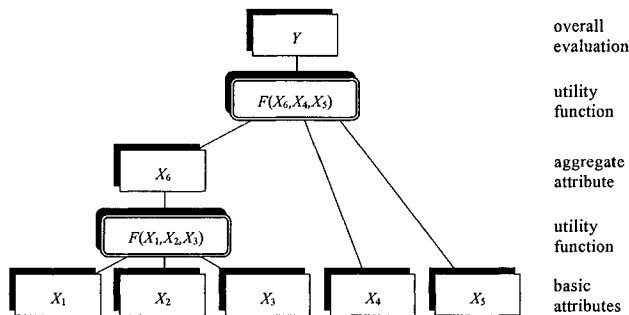 Y
overall
evaluation
F(X₆,X₄,X₅)
utility
function
X₆
aggregate
attribute
F(X₁,X₂,X₃)
utility
function
X₁ X₂ X₃ X₄ X₅
basic
attributes